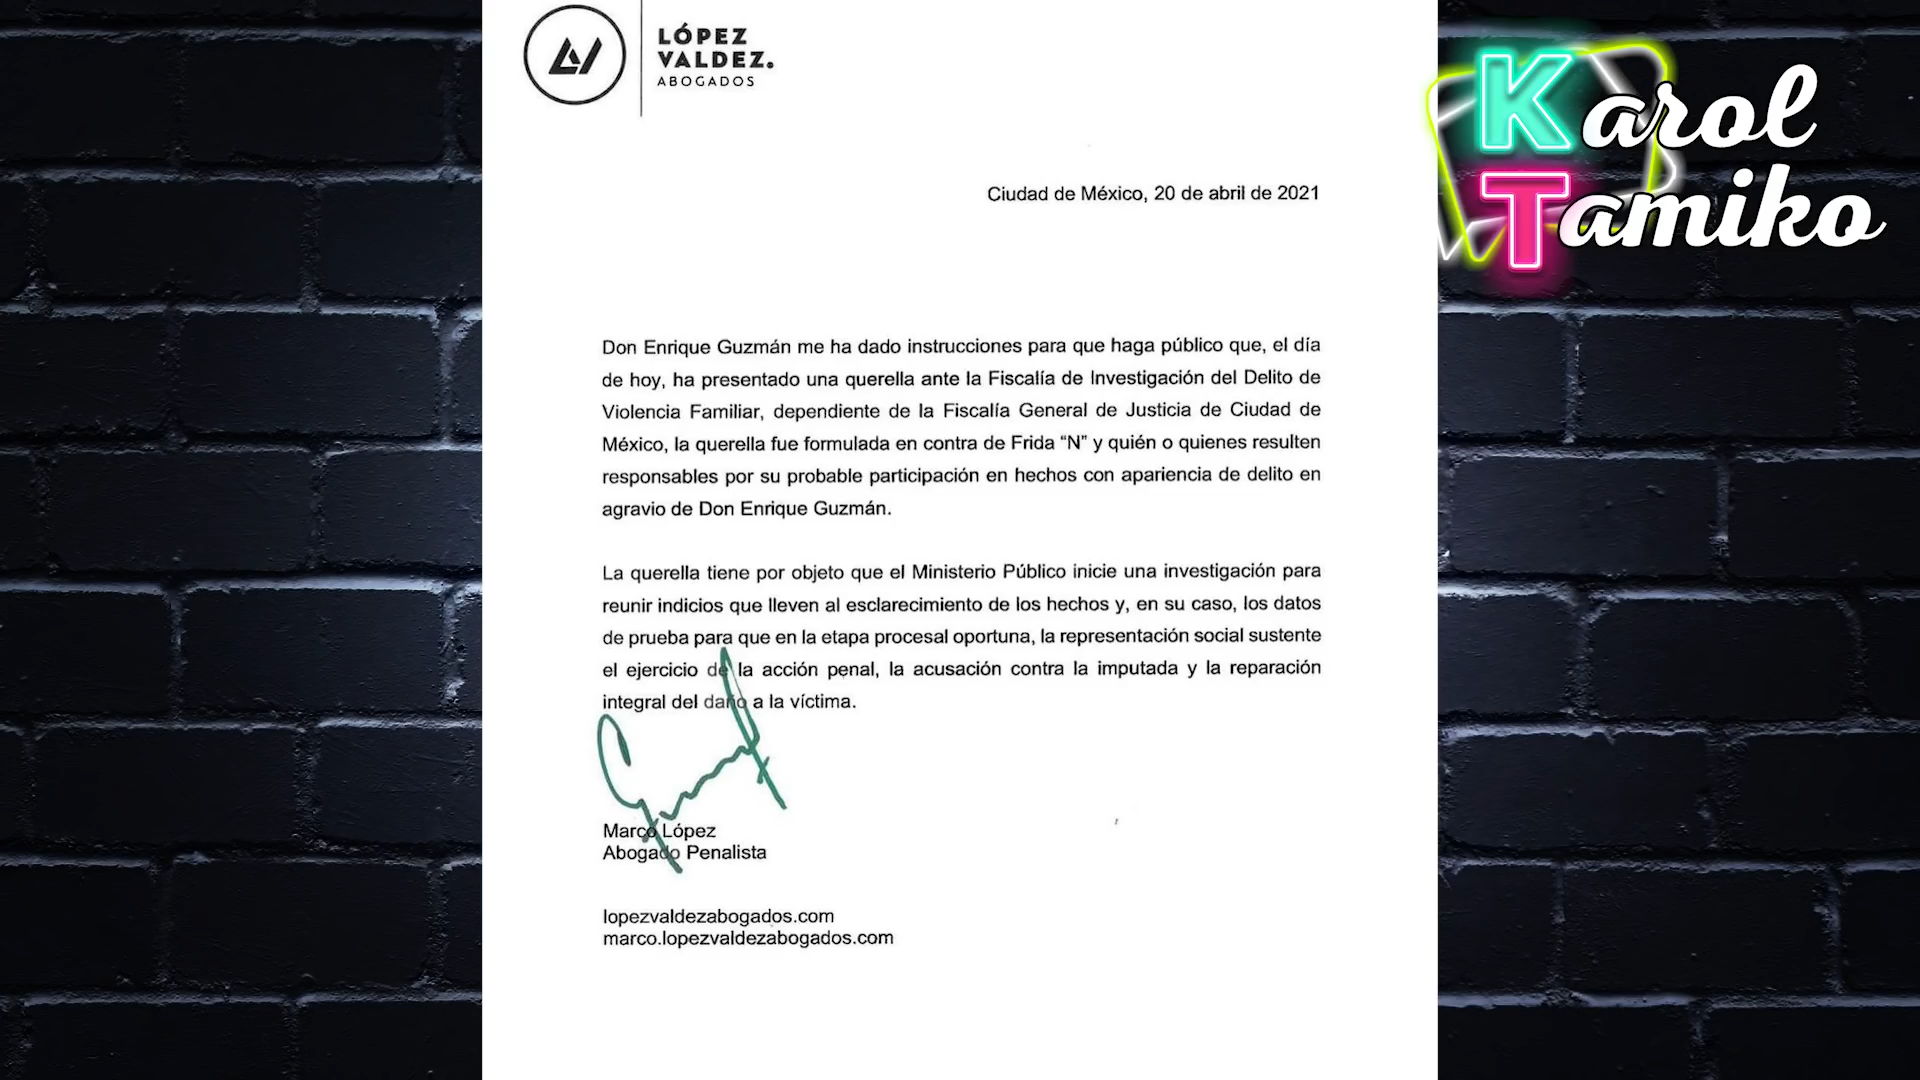 LÓPEZ
VALDEZ.
ABOGADOS
Karol
Tamiko
Ciudad de México, 20 de abril de 2021
Don Enrique Guzmán me ha dado instrucciones para que haga público que, el día
de hoy, ha presentado una querella ante la Fiscalía de Investigación del Delito de
Violencia Familiar, dependiente de la Fiscalía General de Justicia de Ciudad de
México, la querella fue formulada en contra de Frida “N” y quién o quienes resulten
responsables por su probable participación en hechos con apariencia de delito en
agravio de Don Enrique Guzmán.
La querella tiene por objeto que el Ministerio Público inicie una investigación para
reunir indicios que lleven al esclarecimiento de los hechos y, en su caso, los datos
de prueba para que en la etapa procesal oportuna, la representación social sustente
el ejercicio de la acción penal, la acusación contra la imputada y la reparación
integral del daño a la víctima.
Marco López
Abogado Penalista
lopezvaldezabogados.com
marco.lopezvaldezabogados.com